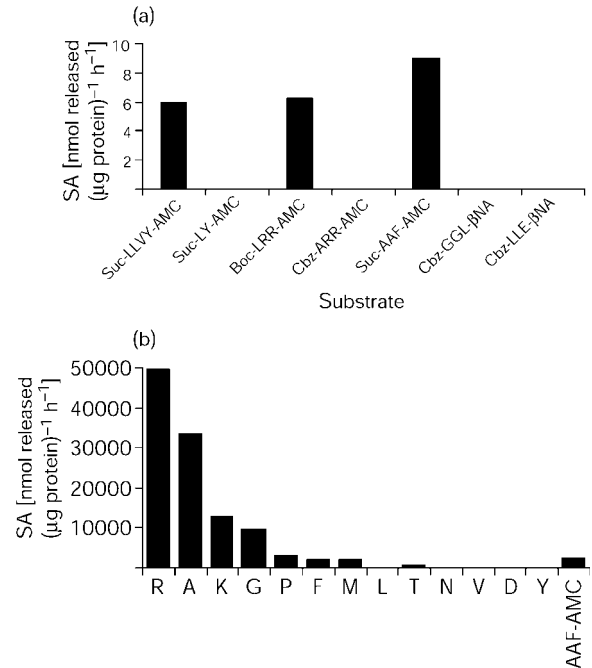 (a)
SA [nmol released
(μg protein)⁻¹ h⁻¹]
10
8
6
4
2
Suc-LLVY-AMC
Suc-LY-AMC
Boc-LRR-AMC
Cbz-ARR-AMC
Suc-AAF-AMC
Cbz-GGL-βNA
Cbz-LLE-βNA
Substrate
(b)
SA [nmol released
(μg protein)⁻¹ h⁻¹]
50000
40000
30000
20000
10000
R A K G P F M L T N V D Y AAF-AMC